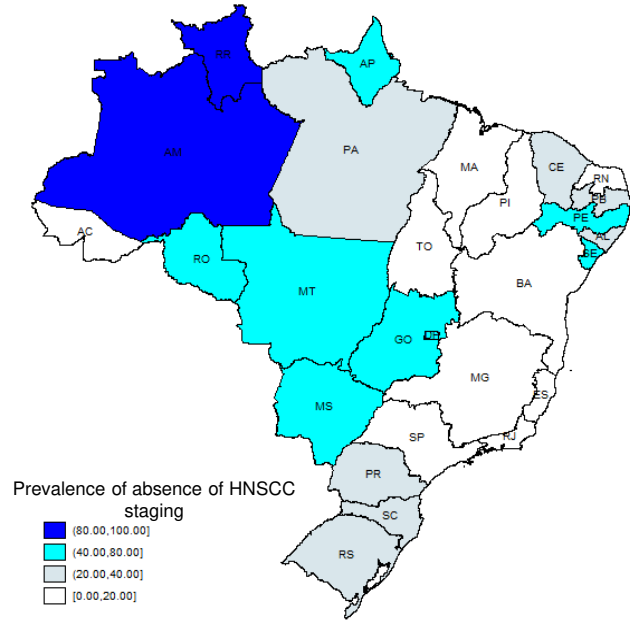 RR
AP
AM
PA
MA
CE
RN
PB
PI
PE
AL
SE
AC
TO
RO
BA
MT
GO
DF
MG
ES
MS
SP
RJ
PR
SC
RS
Prevalence of absence of HNSCC
staging
(80.00,100.00]
(40.00,80.00]
(20.00,40.00]
[0.00,20.00]